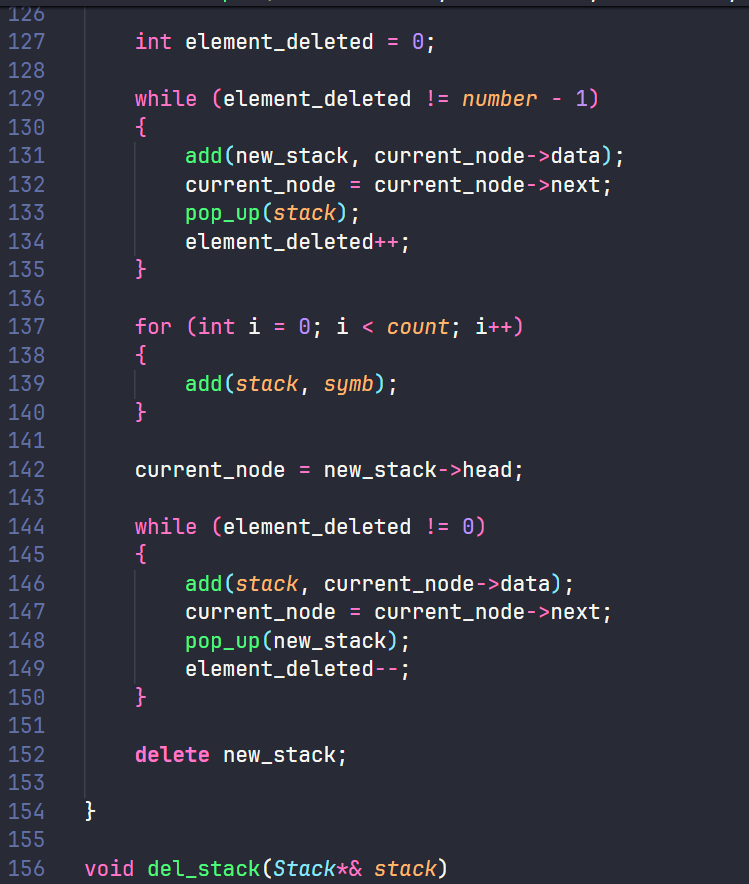 126
127 int element_deleted = 0;
128
129 while (element_deleted != number - 1)
130 {
131 add(new_stack, current_node->data);
132 current_node = current_node->next;
133 pop_up(stack);
134 element_deleted++;
135 }
136
137 for (int i = 0; i < count; i++)
138 {
139 add(stack, symb);
140 }
141
142 current_node = new_stack->head;
143
144 while (element_deleted != 0)
145 {
146 add(stack, current_node->data);
147 current_node = current_node->next;
148 pop_up(new_stack);
149 element_deleted--;
150 }
151
152 delete new_stack;
153
154 }
155
156 void del_stack(Stack*& stack)